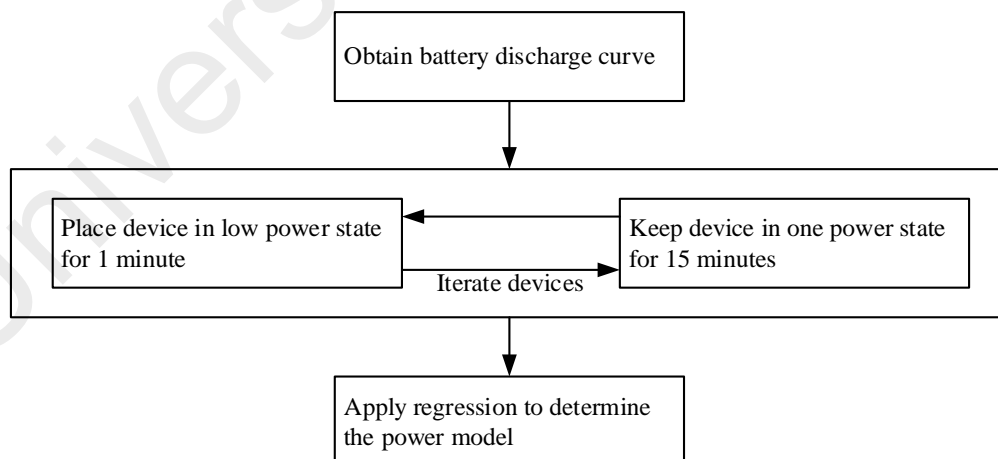 Obtain battery discharge curve
Place device in low power state
for 1 minute
Keep device in one power state
for 15 minutes
Iterate devices
Apply regression to determine
the power model
Univers